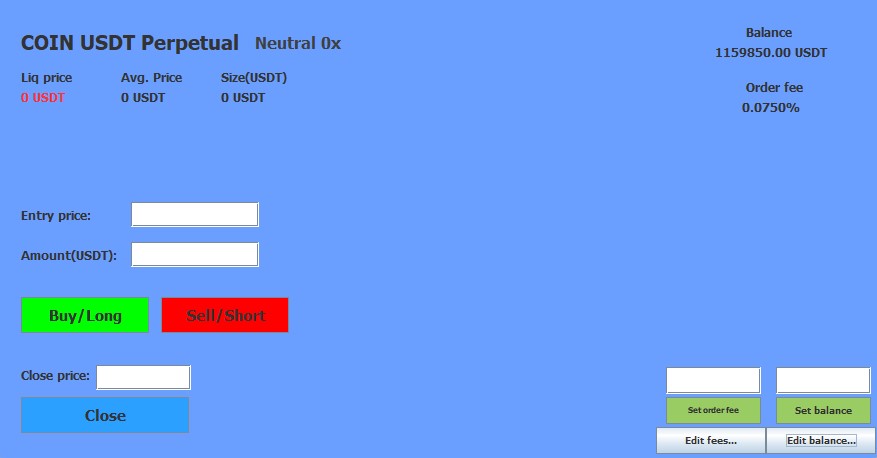 COIN USDT Perpetual Neutral 0x
Balance
1159850.00 USDT
Liq price Avg. Price Size(USDT)
0 USDT 0 USDT 0 USDT
Order fee
0.0750%
Entry price:
Amount(USDT):
Buy/Long Sell/Short
Close price:
Close
Set order fee Set balance
Edit fees... Edit balance...